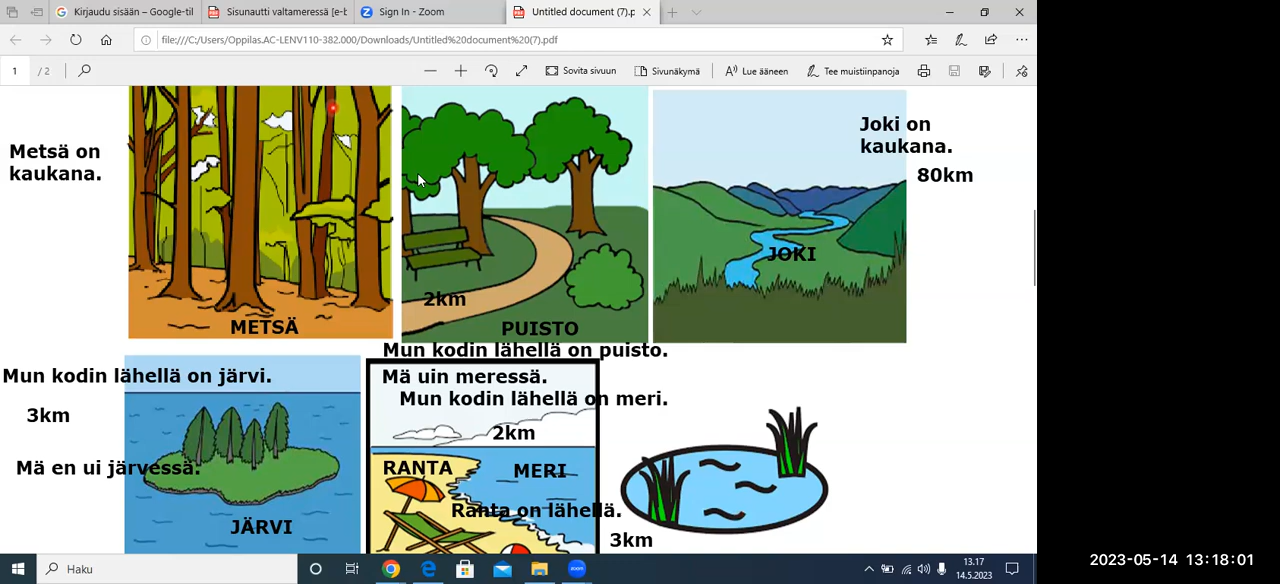 Kirjaudu sisään – Google-til
Sisunautti valtameressä [e-b
Sign In - Zoom
Untitled document (7).p
file:///C:/Users/Oppilas.AC-LENV110-382.000/Downloads/Untitled%20document%20(7).pdf
1 / 2
Sovita sivuun
Sivunäkymä
Lue ääneen
Tee muistiinpanoja
Metsä on
kaukana.
METSÄ
2km
PUISTO
Mun kodin lähellä on puisto.
Joki on
kaukana.
80km
JOKI
Mun kodin lähellä on järvi.
3km
Mä en ui järvessä.
JÄRVI
Mä uin meressä.
Mun kodin lähellä on meri.
2km
RANTA
MERI
Ranta on lähellä.
3km
Haku
zoom
13.17
14.5.2023
2023-05-14 13:18:01